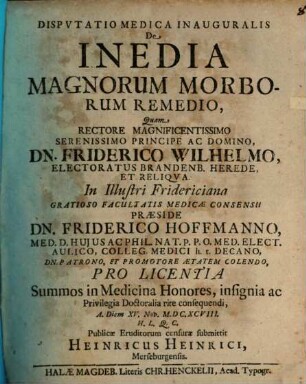 DISPVTATIO MEDICA INAUGURALIS
De
INEDIA
MAGNORUM MORBO-
RUM REMEDIO,
Quam
RECTORE MAGNIFICENTISSIMO
SERENISSIMO PRINCIPE AC DOMINO,
DN. FRIDERICO WILHELMO,
ELECTORATUS BRANDENB. HEREDE,
ET RELIQVA.
In Illustri Fridericiana
GRATIOSO FACULTATIS MEDICÆ CONSENSU
PRÆSIDE
DN. FRIDERICO HOFFMANNO,
MED. D. HUJUS AC PHIL. NAT. P. P. O. MED. ELECT.
AULICO, COLLEG. MEDICI h. t. DECANO,
DN. PATRONO, ET PROMOTORE ÆTATEM COLENDO,
PRO LICENTIA
Summos in Medicina Honores, insignia ac
Privilegia Doctoralia rite consequendi,
A. Diem XV. Nov. M.D.C.XCVIII.
H. L. Q. C.
Publicæ Eruditorum censuræ submittit
HEINRICUS HEINRICI,
Merseburgensis.
HALÆ MAGDEB. Literis CHR. HENCKELII, Acad. Typogr.